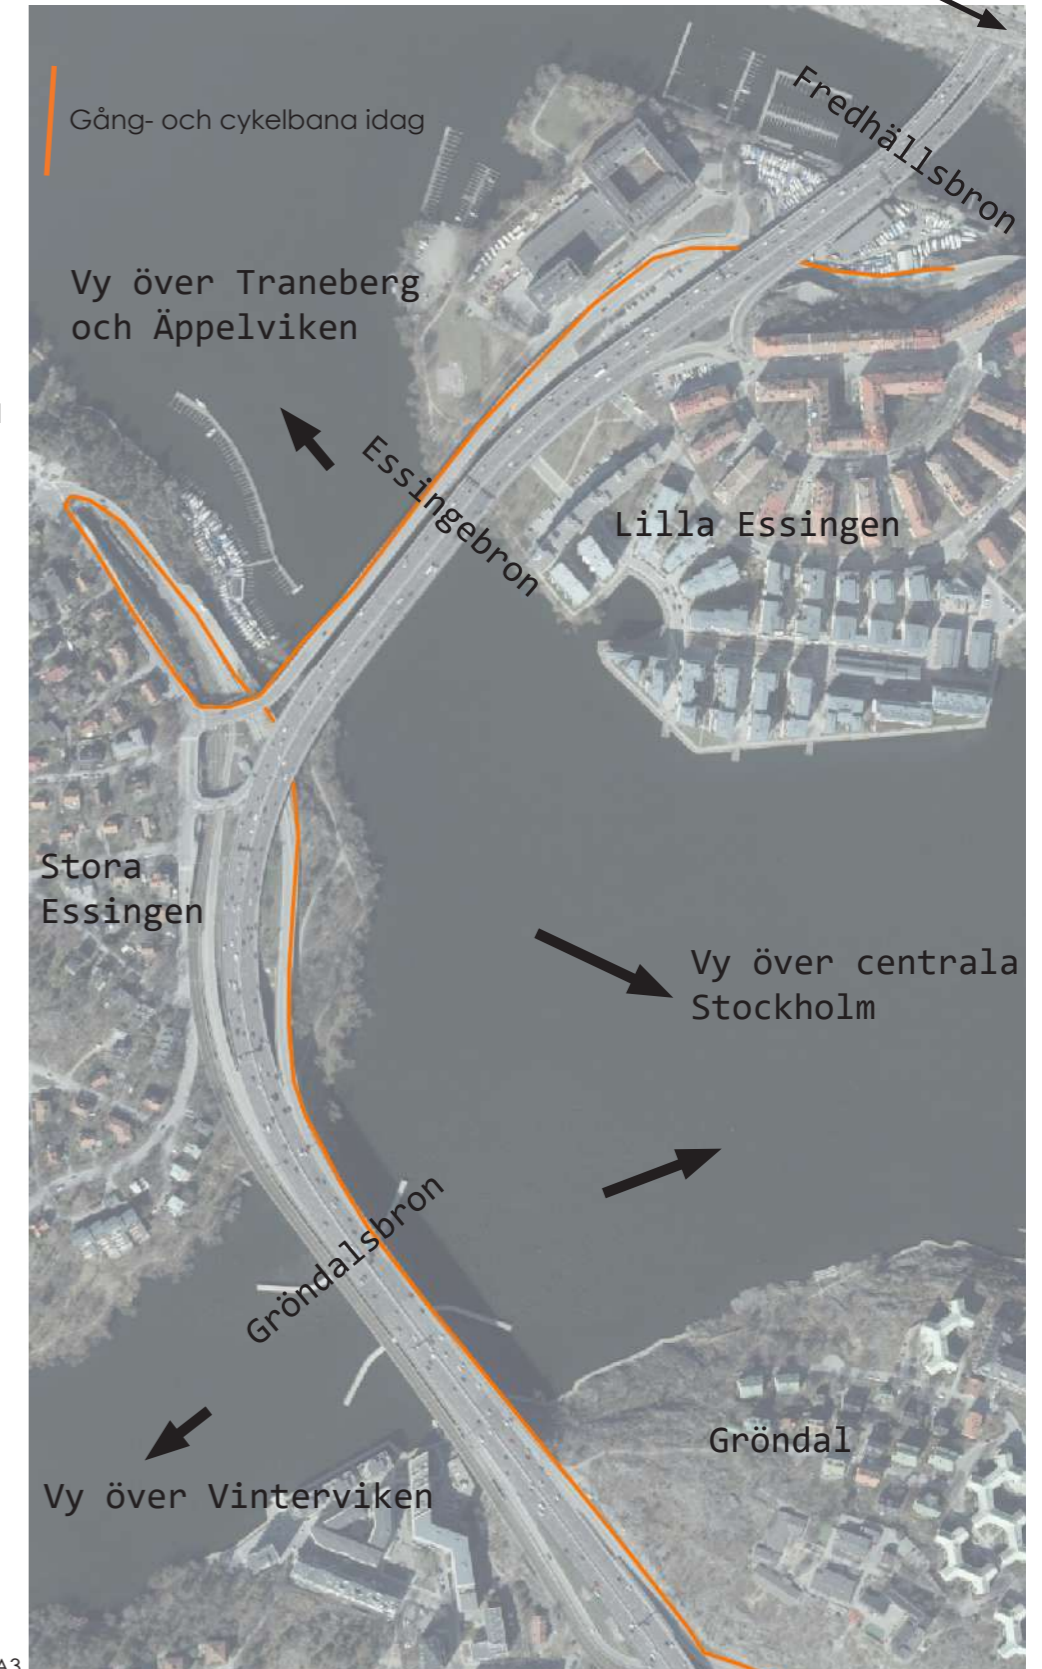 Gång- och cykelbana idag
Fredhällsbron
Vy över Traneberg
och Äppelviken
Essingebron
Lilla Essingen
Stora
Essingen
Vy över centrala
Stockholm
Gröndalsbron
Gröndal
Vy över Vinterviken
A3